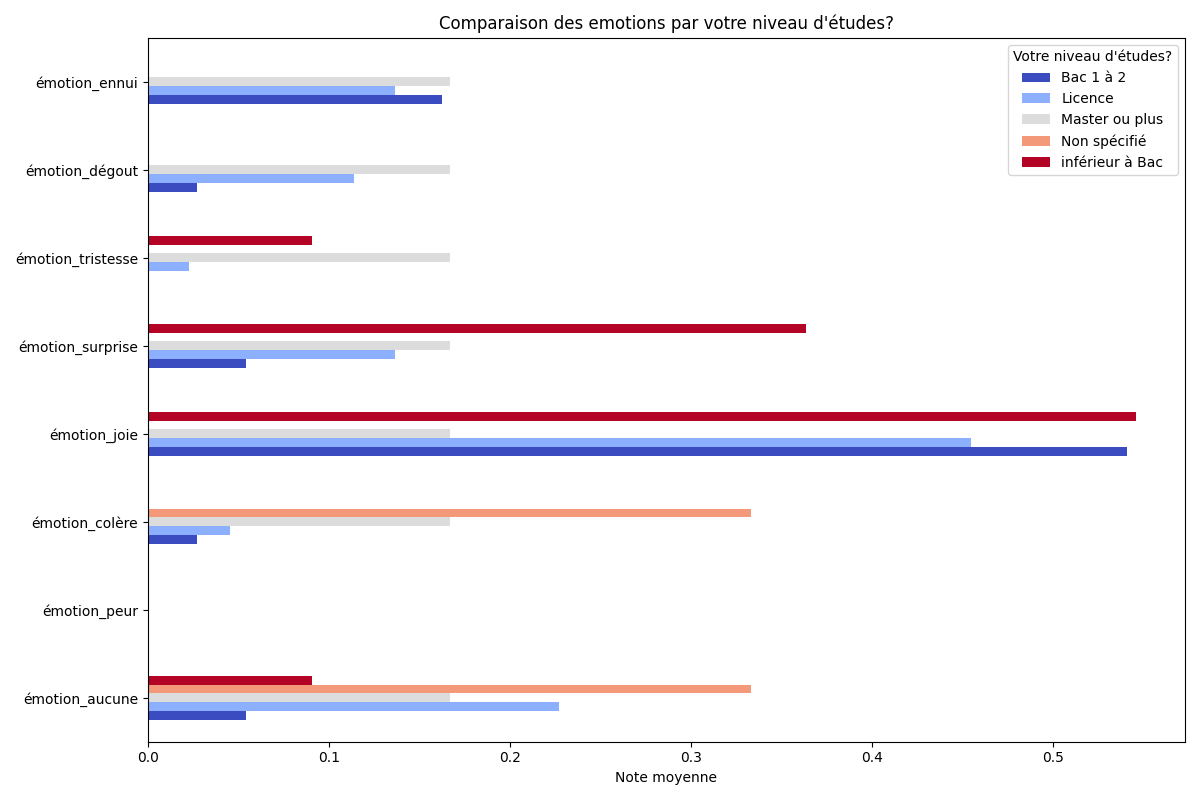 Comparaison des emotions par votre niveau d'études?
Votre niveau d'études?
Bac 1 à 2
Licence
Master ou plus
Non spécifié
inférieur à Bac
émotion_ennui
émotion_dégout
émotion_tristesse
émotion_surprise
émotion_joie
émotion_colère
émotion_peur
émotion_aucune
0.0 0.1 0.2 0.3 0.4 0.5
Note moyenne